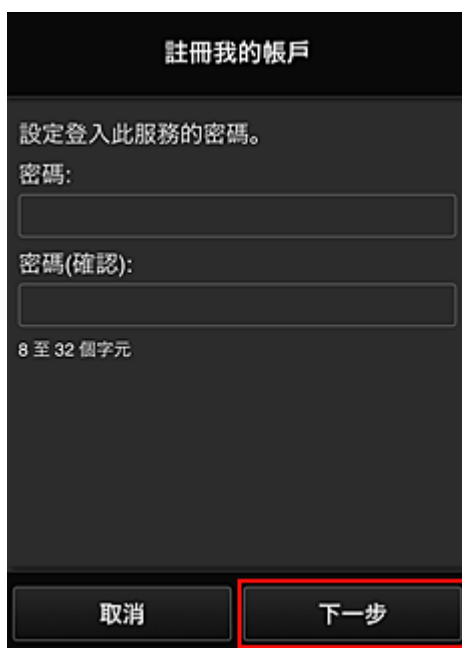 註冊我的帳戶
設定登入此服務的密碼。
密碼:
密碼(確認):
8 至 32 個字元
取消
下一步